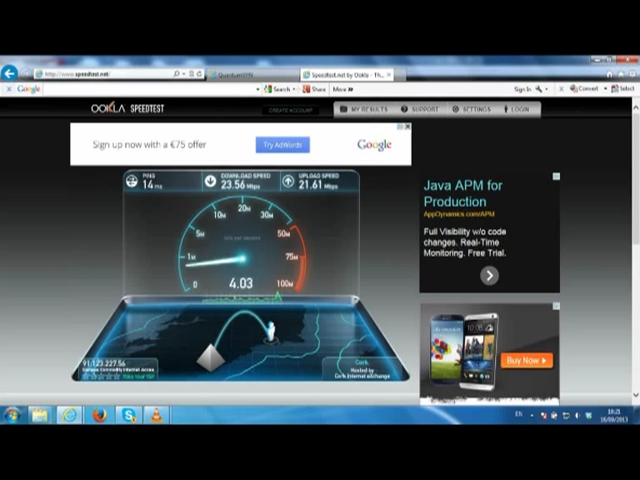 http://www.speedtest.net/
QuantumVPN
Speedtest.net by Ookla - Th...
Google
Search
Share
More »
Sign In
Convert
Select
OOKLA SPEEDTEST
CREATE ACCOUNT
MY RESULTS
SUPPORT
SETTINGS
LOGIN
Sign up now with a €75 offer
Try AdWords
Google
PING
14 ms
DOWNLOAD SPEED
23.56 Mbps
UPLOAD SPEED
21.61 Mbps
0
1M
5M
10M
20M
30M
50M
75M
100M
4.03
91.123.227.56
Cork
Hosted by
Cork Internet eXchange
Java APM for
Production
AppDynamics.com/APM
Full Visibility w/o code
changes. Real-Time
Monitoring. Free Trial.
Buy Now
EN
10:21
16/09/2013